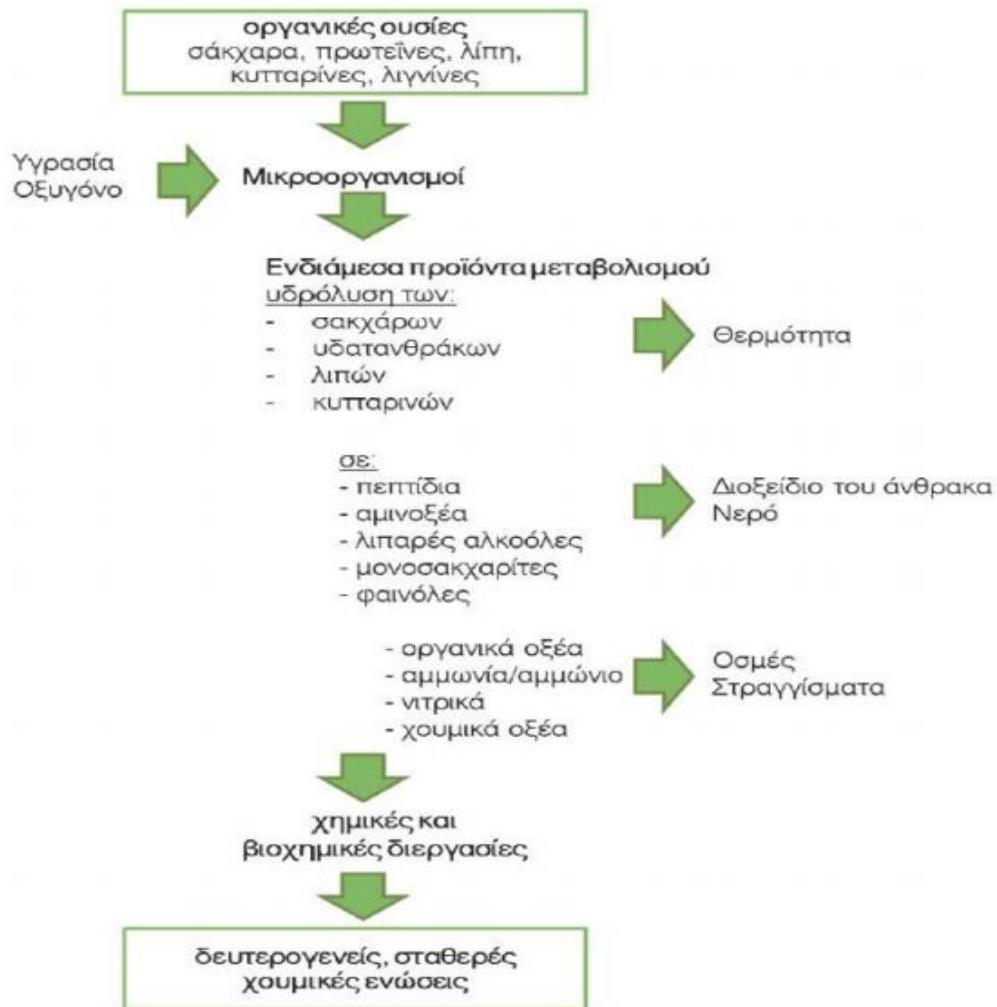 οργανικές ουσίες
σάκχαρα, πρωτεΐνες, λίπη,
κυτταρίνες, λιγνίνες
Υγρασία
Οξυγόνο
Μικροοργανισμοί
Ενδιάμεσα προϊόντα μεταβολισμού
υδρόλυση των:
- σακχάρων
- υδατανθράκων
- λιπών
- κυτταρινών
Θερμότητα
σε:
- πεπτίδια
- αμινοξέα
- λιπαρές αλκοόλες
- μονοσακχαρίτες
- φαινόλες
Διοξείδιο του άνθρακα
Νερό
- οργανικά οξέα
- αμμωνία/αμμώνιο
- νιτρικά
- χουμικά οξέα
Οσμές
Στραγγίσματα
χημικές και
βιοχημικές διεργασίες
δευτερογενείς, σταθερές
χουμικές ενώσεις